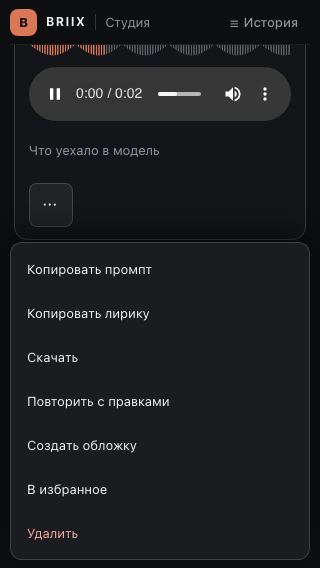 B BRIIX Студия История
0:00 / 0:02
Что уехало в модель
...
Копировать промпт
Копировать лирику
Скачать
Повторить с правками
Создать обложку
В избранное
Удалить